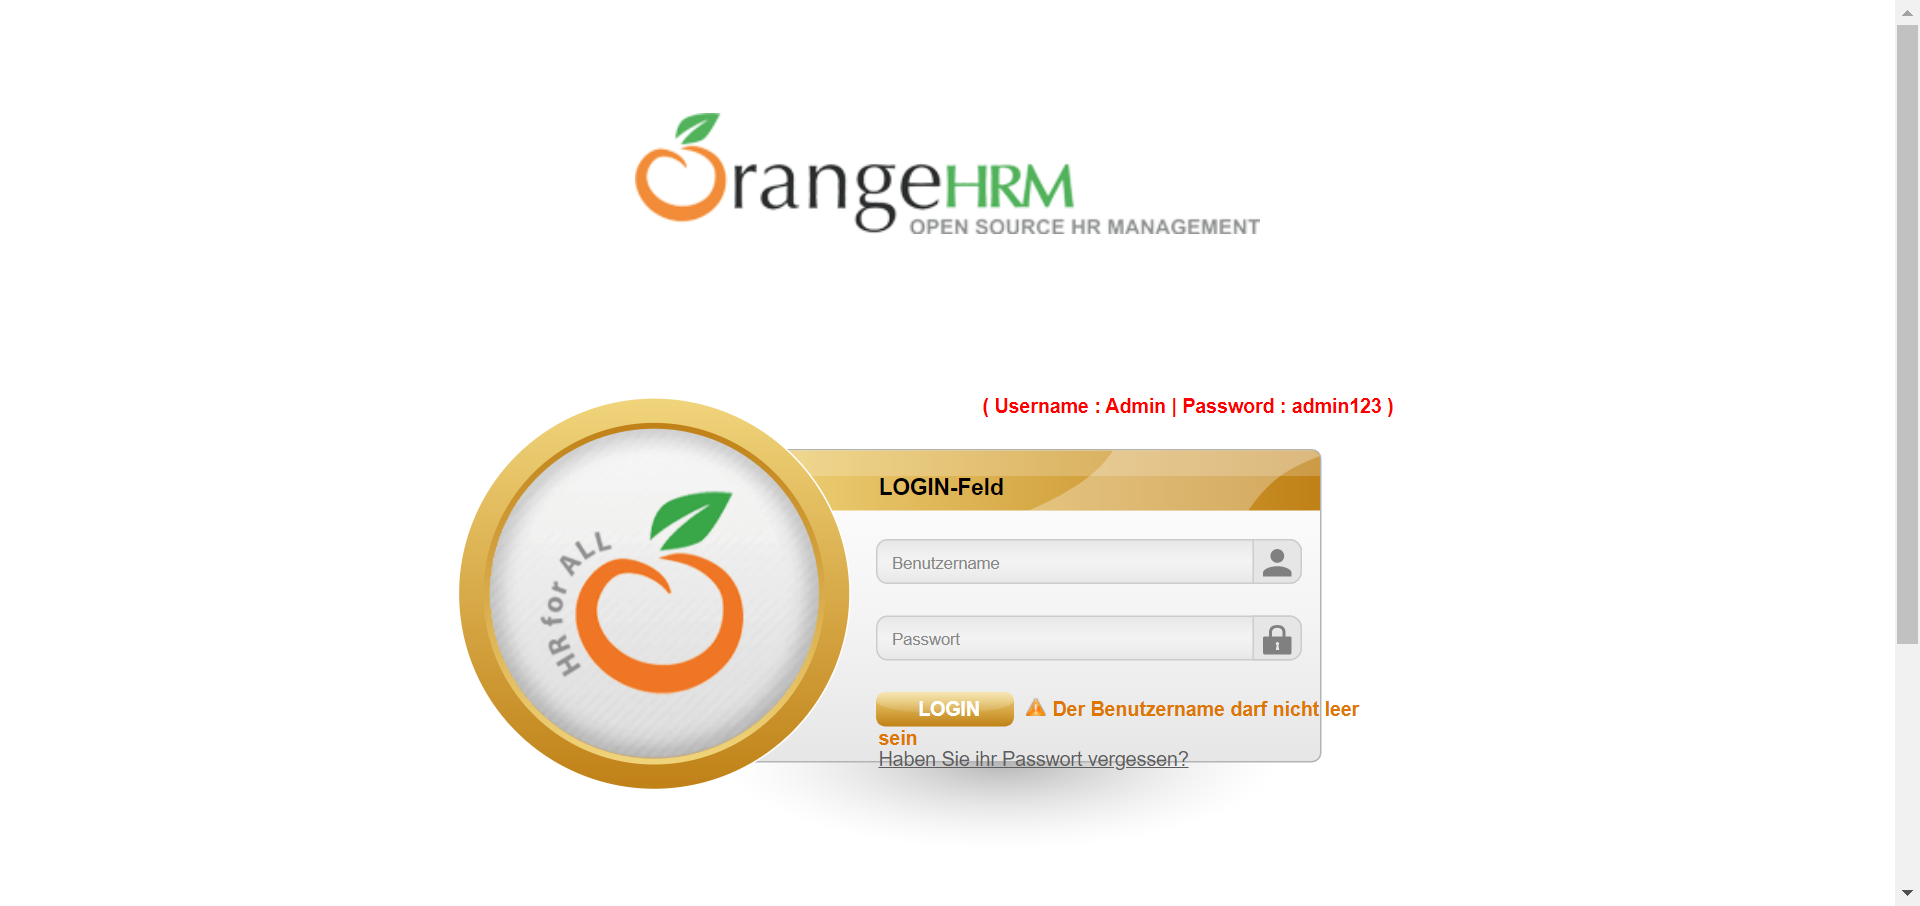 OrangeHRM
OPEN SOURCE HR MANAGEMENT
( Username : Admin | Password : admin123 )
HR for ALL
LOGIN-Feld
Benutzername
Passwort
LOGIN Der Benutzername darf nicht leer
sein
Haben Sie ihr Passwort vergessen?